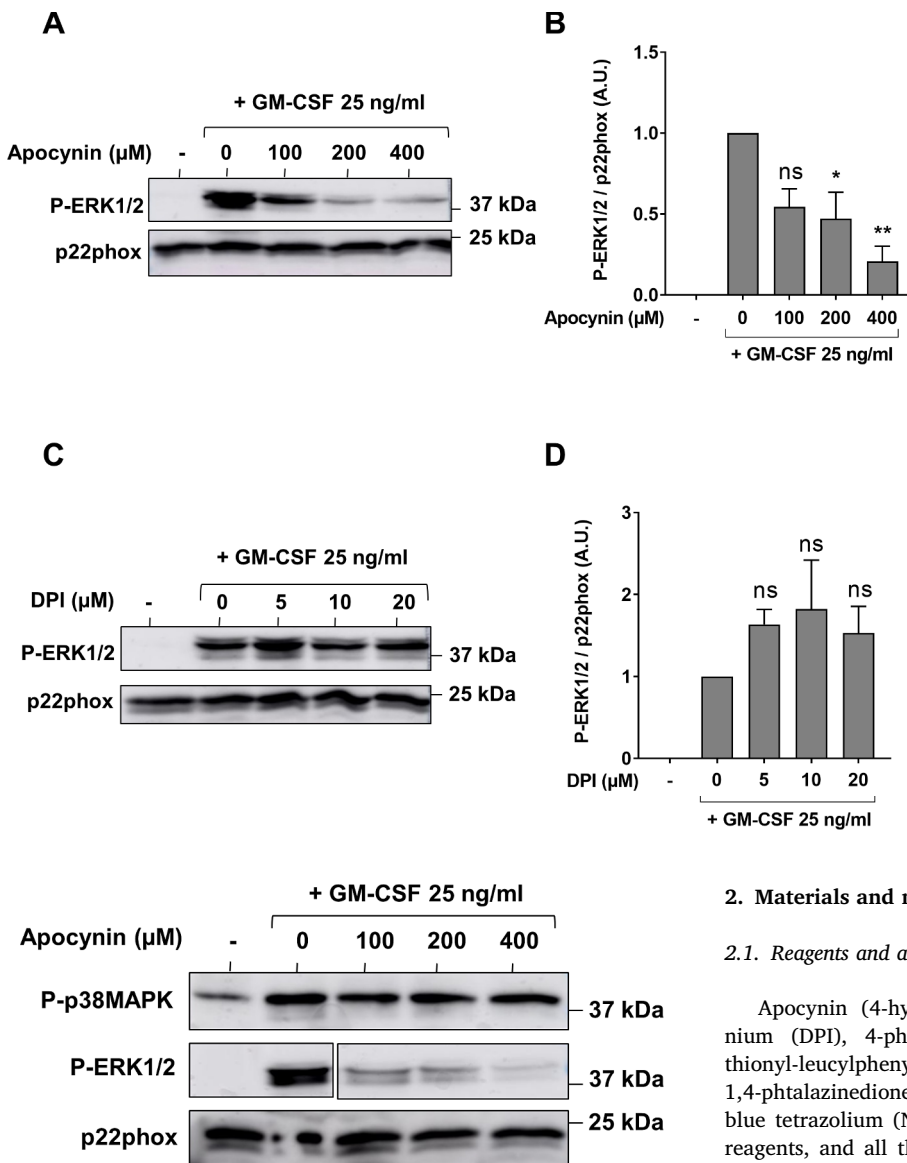 A
+ GM-CSF 25 ng/ml
Apocynin (µM) - 0 100 200 400
P-ERK1/2
37 kDa
25 kDa
p22phox
B
P-ERK1/2 / p22phox (A.U.)
1.5
1.0
0.5
0.0
ns
*
**
Apocynin (µM) - 0 100 200 400
+ GM-CSF 25 ng/ml
C
+ GM-CSF 25 ng/ml
DPI (µM) - 0 5 10 20
P-ERK1/2
37 kDa
25 kDa
p22phox
D
P-ERK1/2 / p22phox (A.U.)
3
2
1
0
ns
ns
ns
DPI (µM) - 0 5 10 20
+ GM-CSF 25 ng/ml
+ GM-CSF 25 ng/ml
Apocynin (µM) - 0 100 200 400
P-p38MAPK
37 kDa
P-ERK1/2
37 kDa
25 kDa
p22phox
2. Materials and
2.1. Reagents and a
Apocynin (4-hy
nium (DPI), 4-ph
thionyl-leucylpheny
1,4-phtalazinedione
blue tetrazolium (N
reagents, and all th